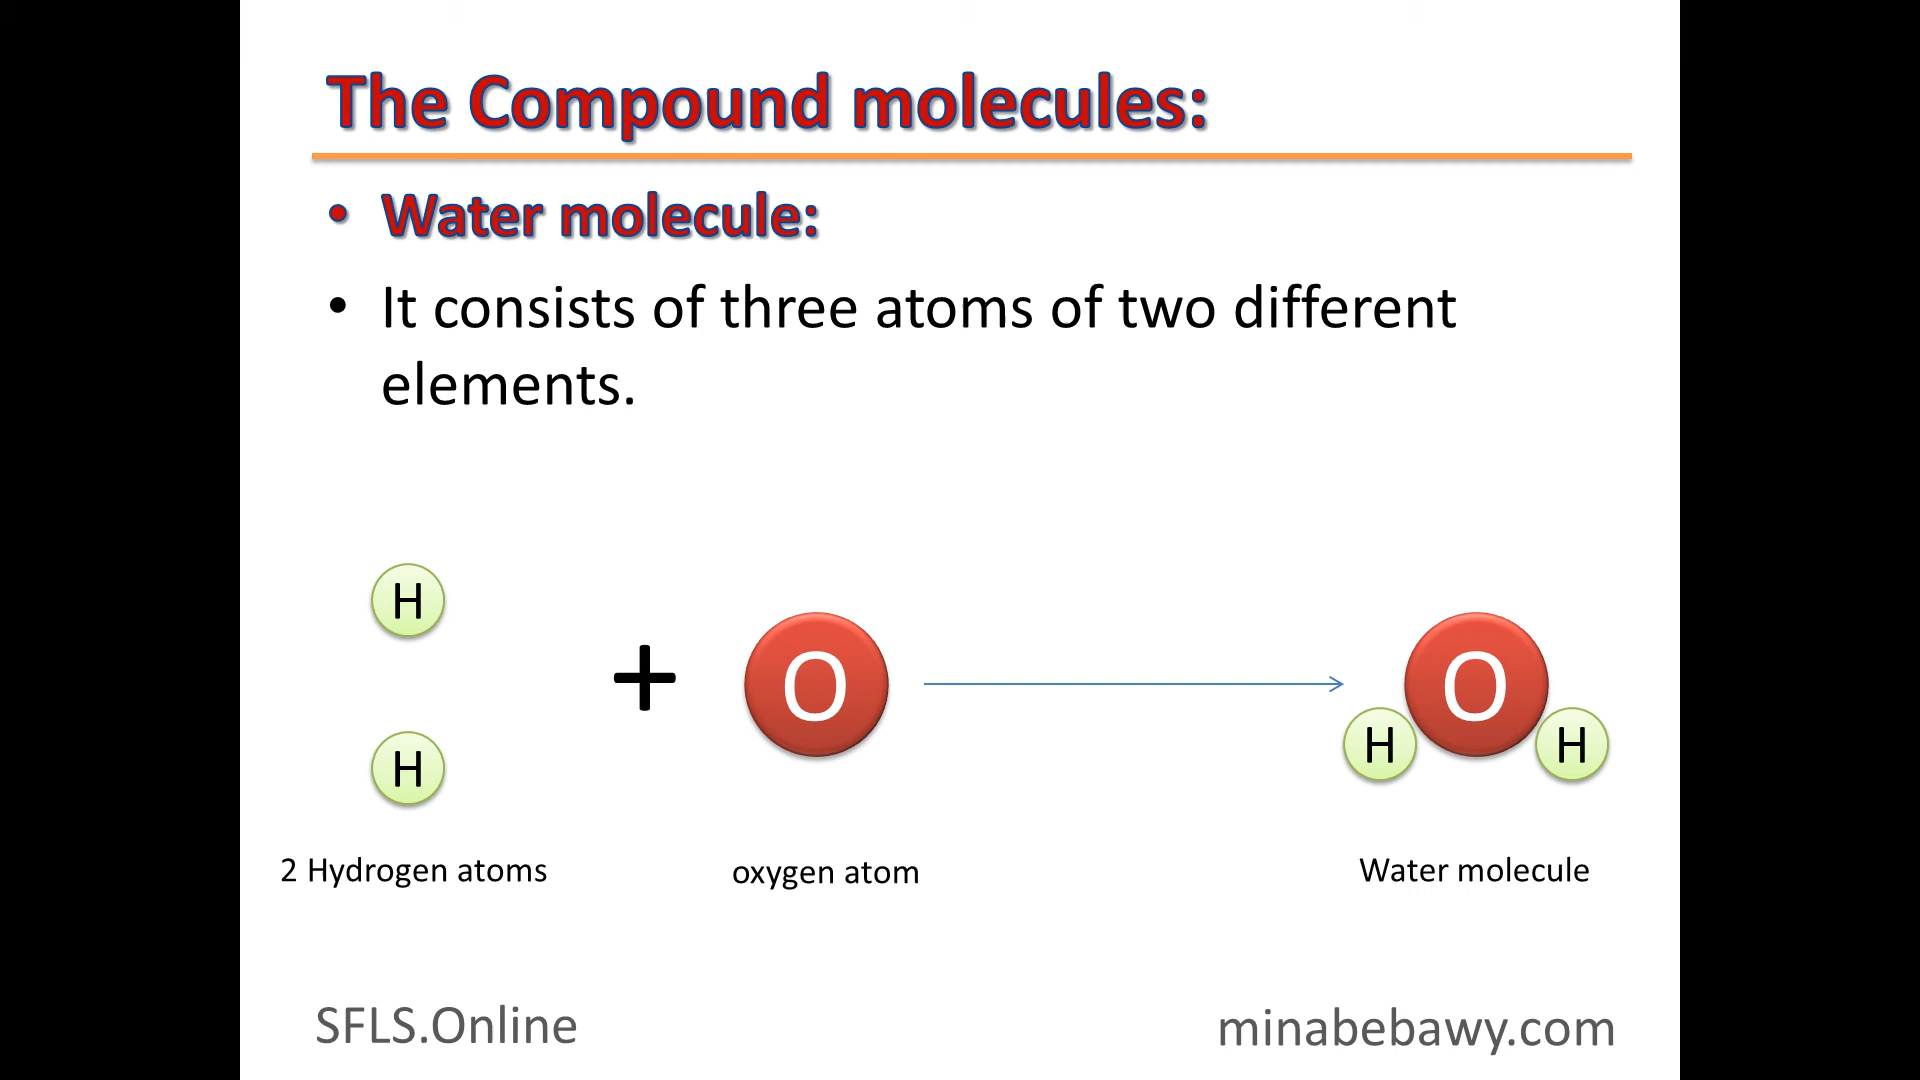 The Compound molecules:
• Water molecule:
• It consists of three atoms of two different
elements.
H
H
+
O
O
H
H
2 Hydrogen atoms
oxygen atom
Water molecule
SFLS.Online
minabebawy.com